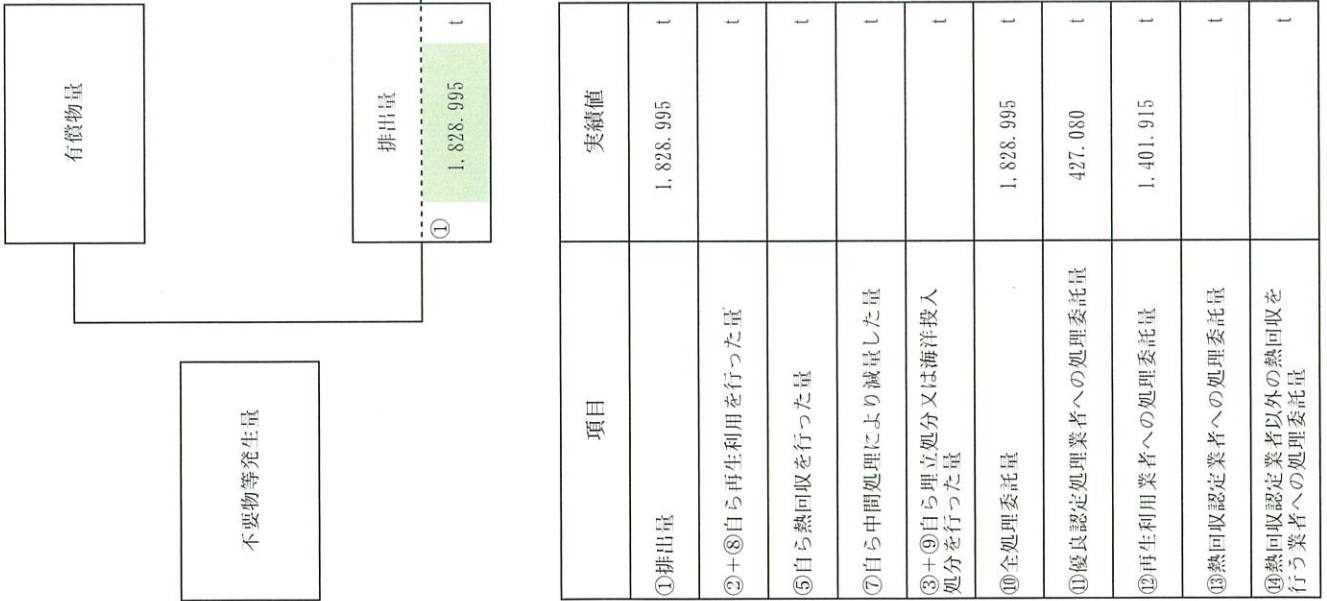 有償物量
不要物等発生量
排出量
① 1,828.995 t
項目 実績値
①排出量 1,828.995 t
②+⑧自ら再生利用を行った量 t
⑤自ら熱回収を行った量 t
⑦自ら中間処理により減量した量 t
③+⑨自ら埋立処分又は海洋投入
処分を行った量 t
⑩全処理委託量 1,828.995 t
⑪優良認定処理業者への処理委託量 427.080 t
⑫再生利用業者への処理委託量 1,401.915 t
⑬熱回収認定業者への処理委託量 t
⑭熱回収認定業者以外の熱回収を
行う業者への処理委託量 t